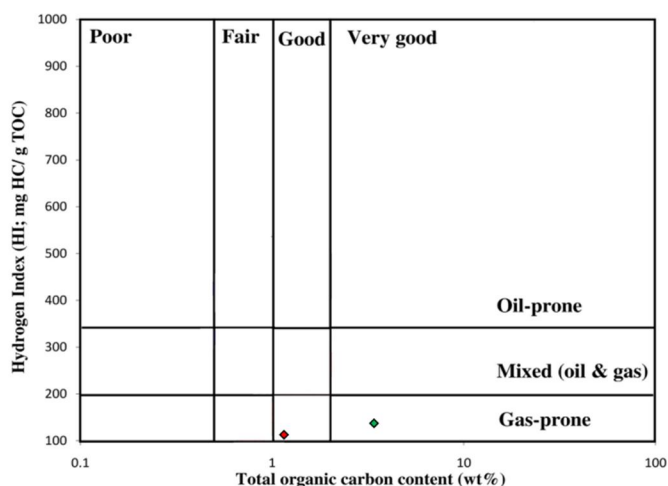 Hydrogen Index (HI; mg HC/ g TOC)
1000
900
800
700
600
500
400
300
200
100
Poor
Fair
Good
Very good
Oil-prone
Mixed (oil & gas)
Gas-prone
0.1
1
10
100
Total organic carbon content (wt%)